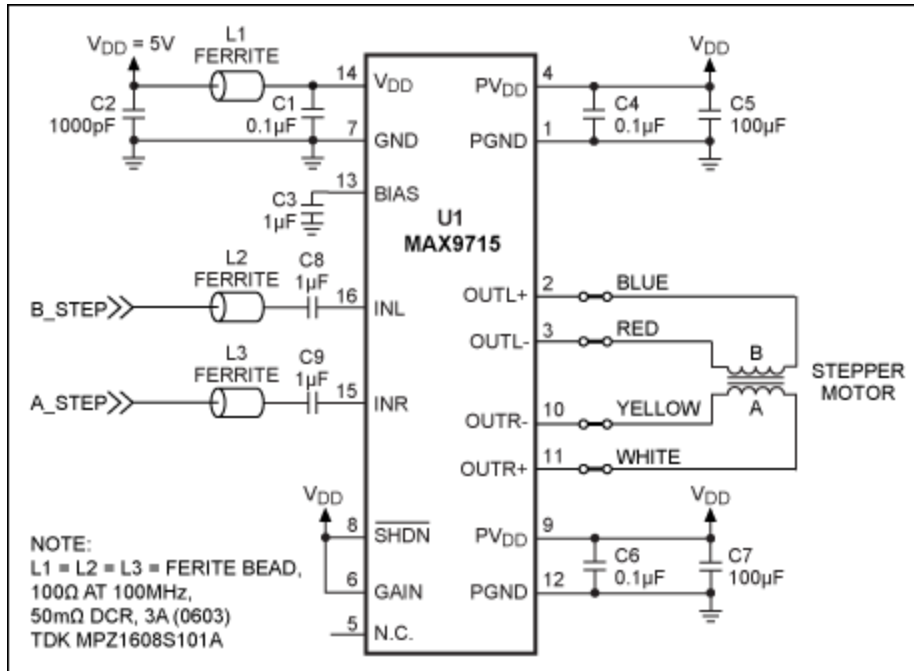 V_DD = 5V
L1
FERRITE
C2
1000pF
C1
0.1µF
14
V_DD
7
GND
13
BIAS
C3
1µF
L2
FERRITE
C8
1µF
B_STEP
16
INL
L3
FERRITE
C9
1µF
A_STEP
15
INR
V_DD
8
SHDN
6
GAIN
5
N.C.
U1
MAX9715
4
PV_DD
1
PGND
C4
0.1µF
V_DD
C5
100µF
2
OUTL+
BLUE
3
OUTL-
RED
B
A
STEPPER
MOTOR
10
OUTR-
YELLOW
11
OUTR+
WHITE
9
PV_DD
12
PGND
C6
0.1µF
V_DD
C7
100µF
NOTE:
L1 = L2 = L3 = FERITE BEAD,
100Ω AT 100MHz,
50mΩ DCR, 3A (0603)
TDK MPZ1608S101A